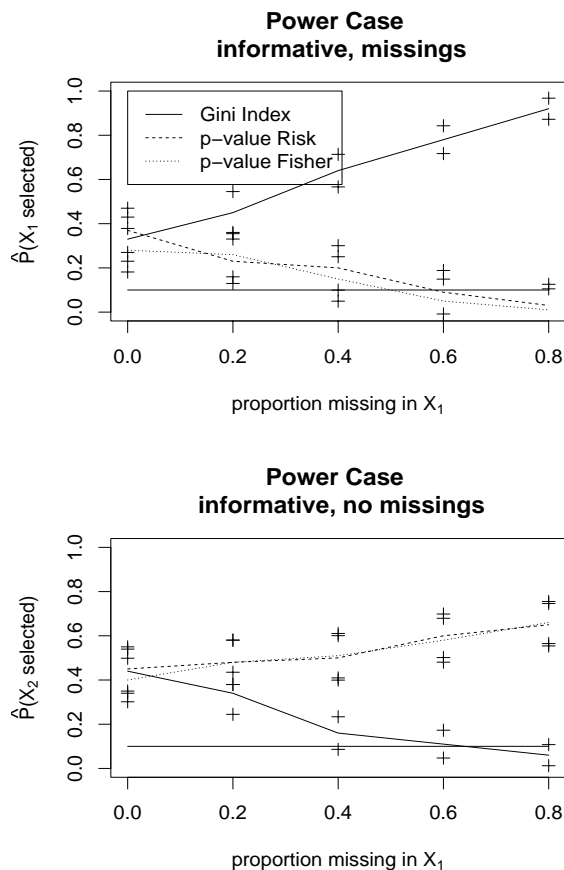 Power Case
informative, missings
Gini Index
p−value Risk
p−value Fisher
P̂(X₁ selected)
1.0
0.8
0.6
0.4
0.2
0.0
0.0 0.2 0.4 0.6 0.8
proportion missing in X₁
Power Case
informative, no missings
P̂(X₂ selected)
1.0
0.8
0.6
0.4
0.2
0.0
0.0 0.2 0.4 0.6 0.8
proportion missing in X₁